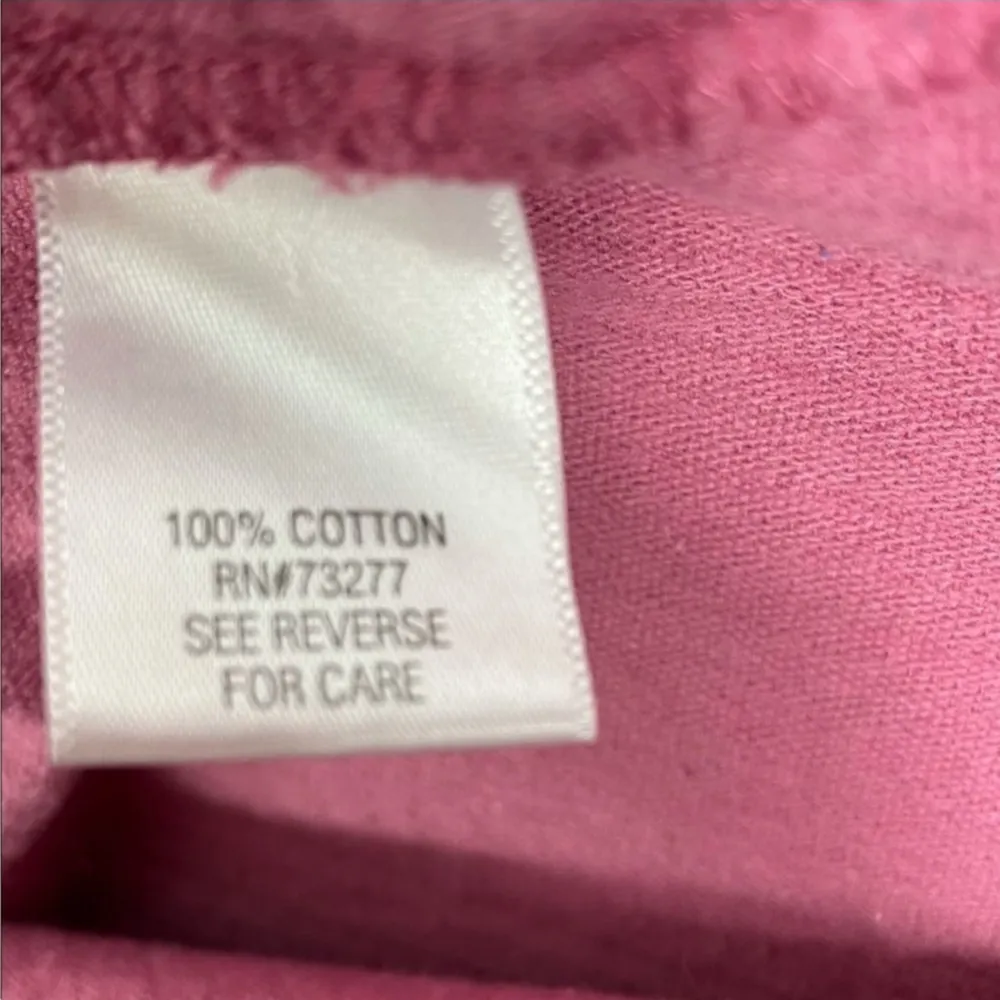 100% COTTON
RN#73277
SEE REVERSE
FOR CARE